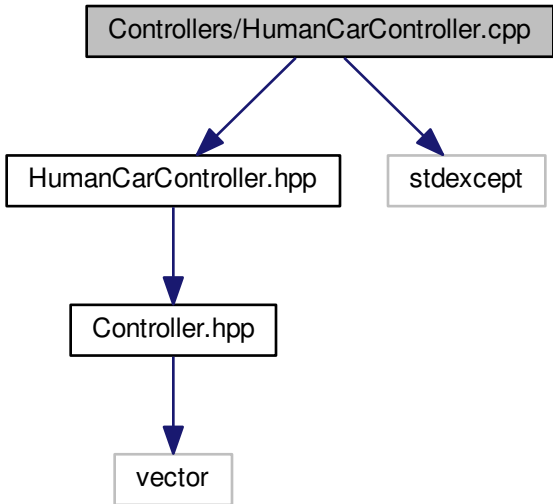 Controllers/HumanCarController.cpp
HumanCarController.hpp
stdexcept
Controller.hpp
vector